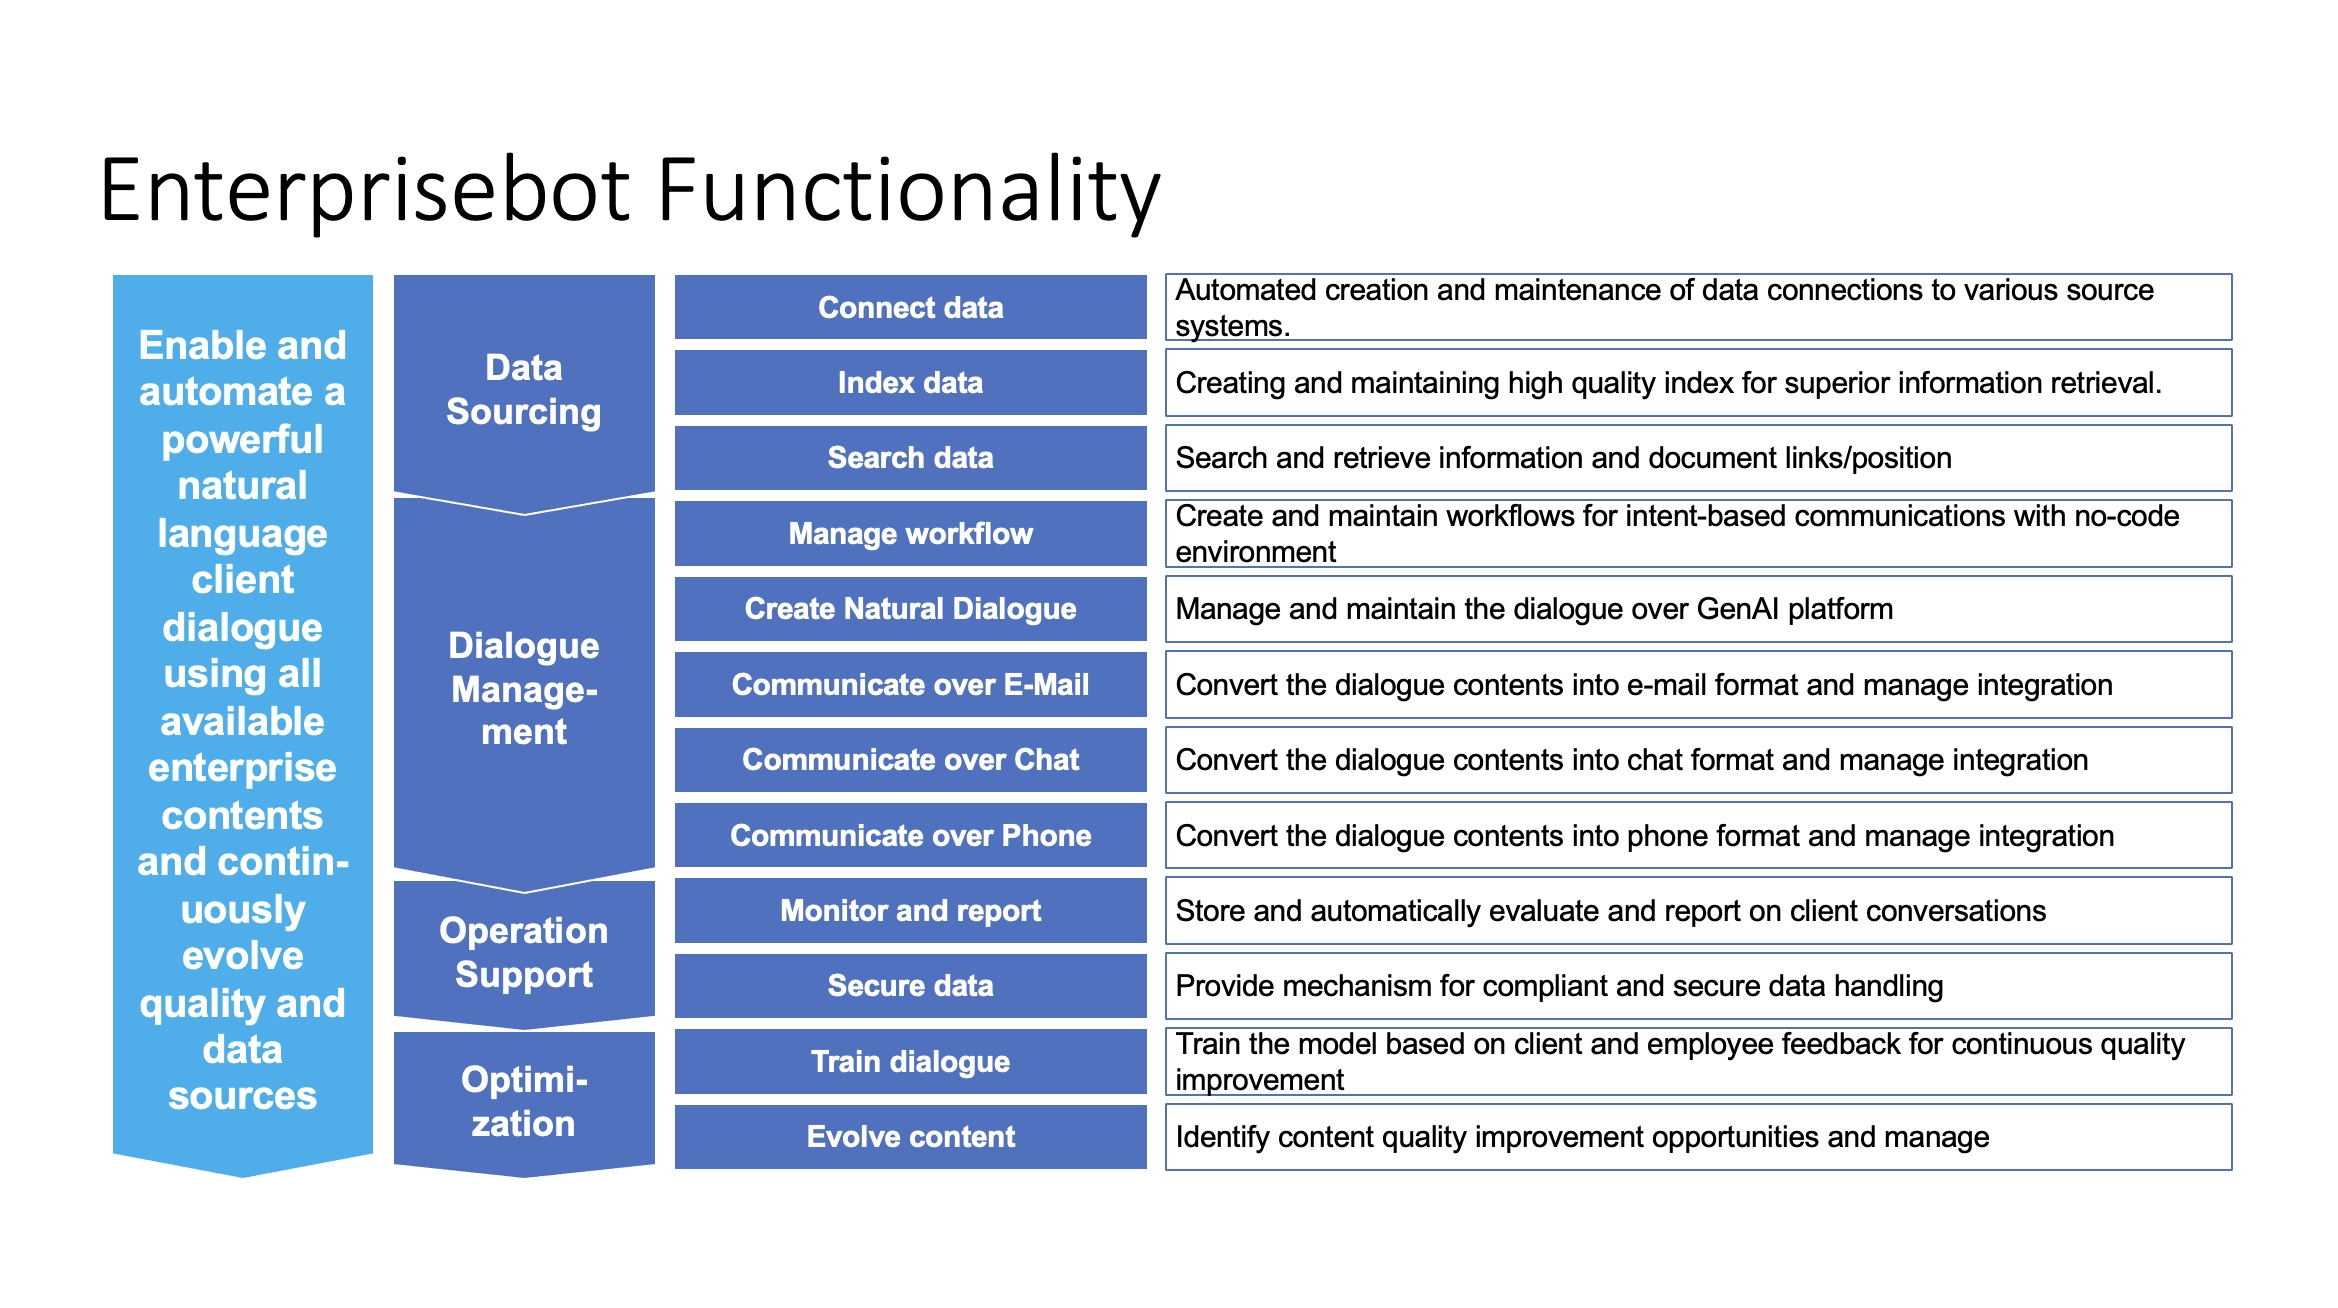 Enterprisebot Functionality
Enable and
automate a
powerful
natural
language
client
dialogue
using all
available
enterprise
contents
and contin-
uously
evolve
quality and
data
sources
Data
Sourcing
Connect data
Automated creation and maintenance of data connections to various source
systems.
Index data
Creating and maintaining high quality index for superior information retrieval.
Search data
Search and retrieve information and document links/position
Dialogue
Manage-
ment
Manage workflow
Create and maintain workflows for intent-based communications with no-code
environment
Create Natural Dialogue
Manage and maintain the dialogue over GenAI platform
Communicate over E-Mail
Convert the dialogue contents into e-mail format and manage integration
Communicate over Chat
Convert the dialogue contents into chat format and manage integration
Communicate over Phone
Convert the dialogue contents into phone format and manage integration
Operation
Support
Monitor and report
Store and automatically evaluate and report on client conversations
Secure data
Provide mechanism for compliant and secure data handling
Optimi-
zation
Train dialogue
Train the model based on client and employee feedback for continuous quality
improvement
Evolve content
Identify content quality improvement opportunities and manage